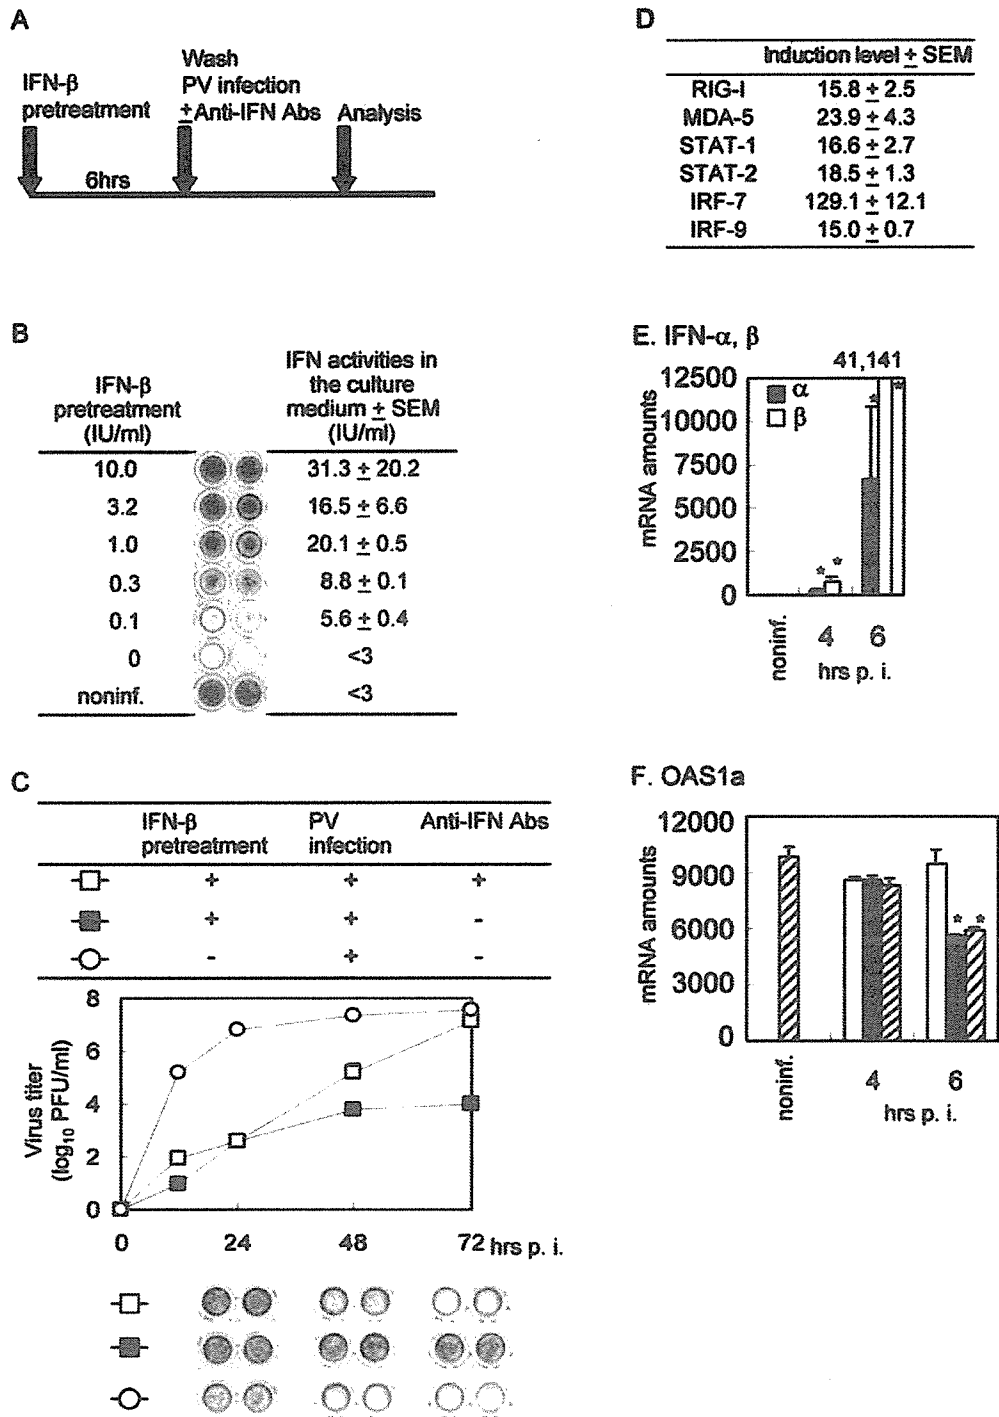 A
IFN-β
pretreatment
Wash
PV infection
± Anti-IFN Abs
Analysis
6hrs
B
IFN-β
pretreatment
(IU/ml)
IFN activities in
the culture
medium ± SEM
(IU/ml)
10.0 31.3 ± 20.2
3.2 16.5 ± 6.6
1.0 20.1 ± 0.5
0.3 8.8 ± 0.1
0.1 5.6 ± 0.4
0 <3
noninf. <3
C
IFN-β
pretreatment
PV
infection
Anti-IFN Abs
+ + +
+ + -
- + -
Virus titer
(log10 PFU/ml)
8
6
4
2
0
0 24 48 72 hrs p. i.
D
Induction level ± SEM
RIG-I 15.8 ± 2.5
MDA-5 23.9 ± 4.3
STAT-1 16.6 ± 2.7
STAT-2 18.5 ± 1.3
IRF-7 129.1 ± 12.1
IRF-9 15.0 ± 0.7
E. IFN-α, β
41,141
mRNA amounts
12500
10000
7500
5000
2500
0
α
β
* * * *
noninf. 4 6
hrs p. i.
F. OAS1a
mRNA amounts
12000
9000
6000
3000
0
* *
noninf. 4 6
hrs p. i.